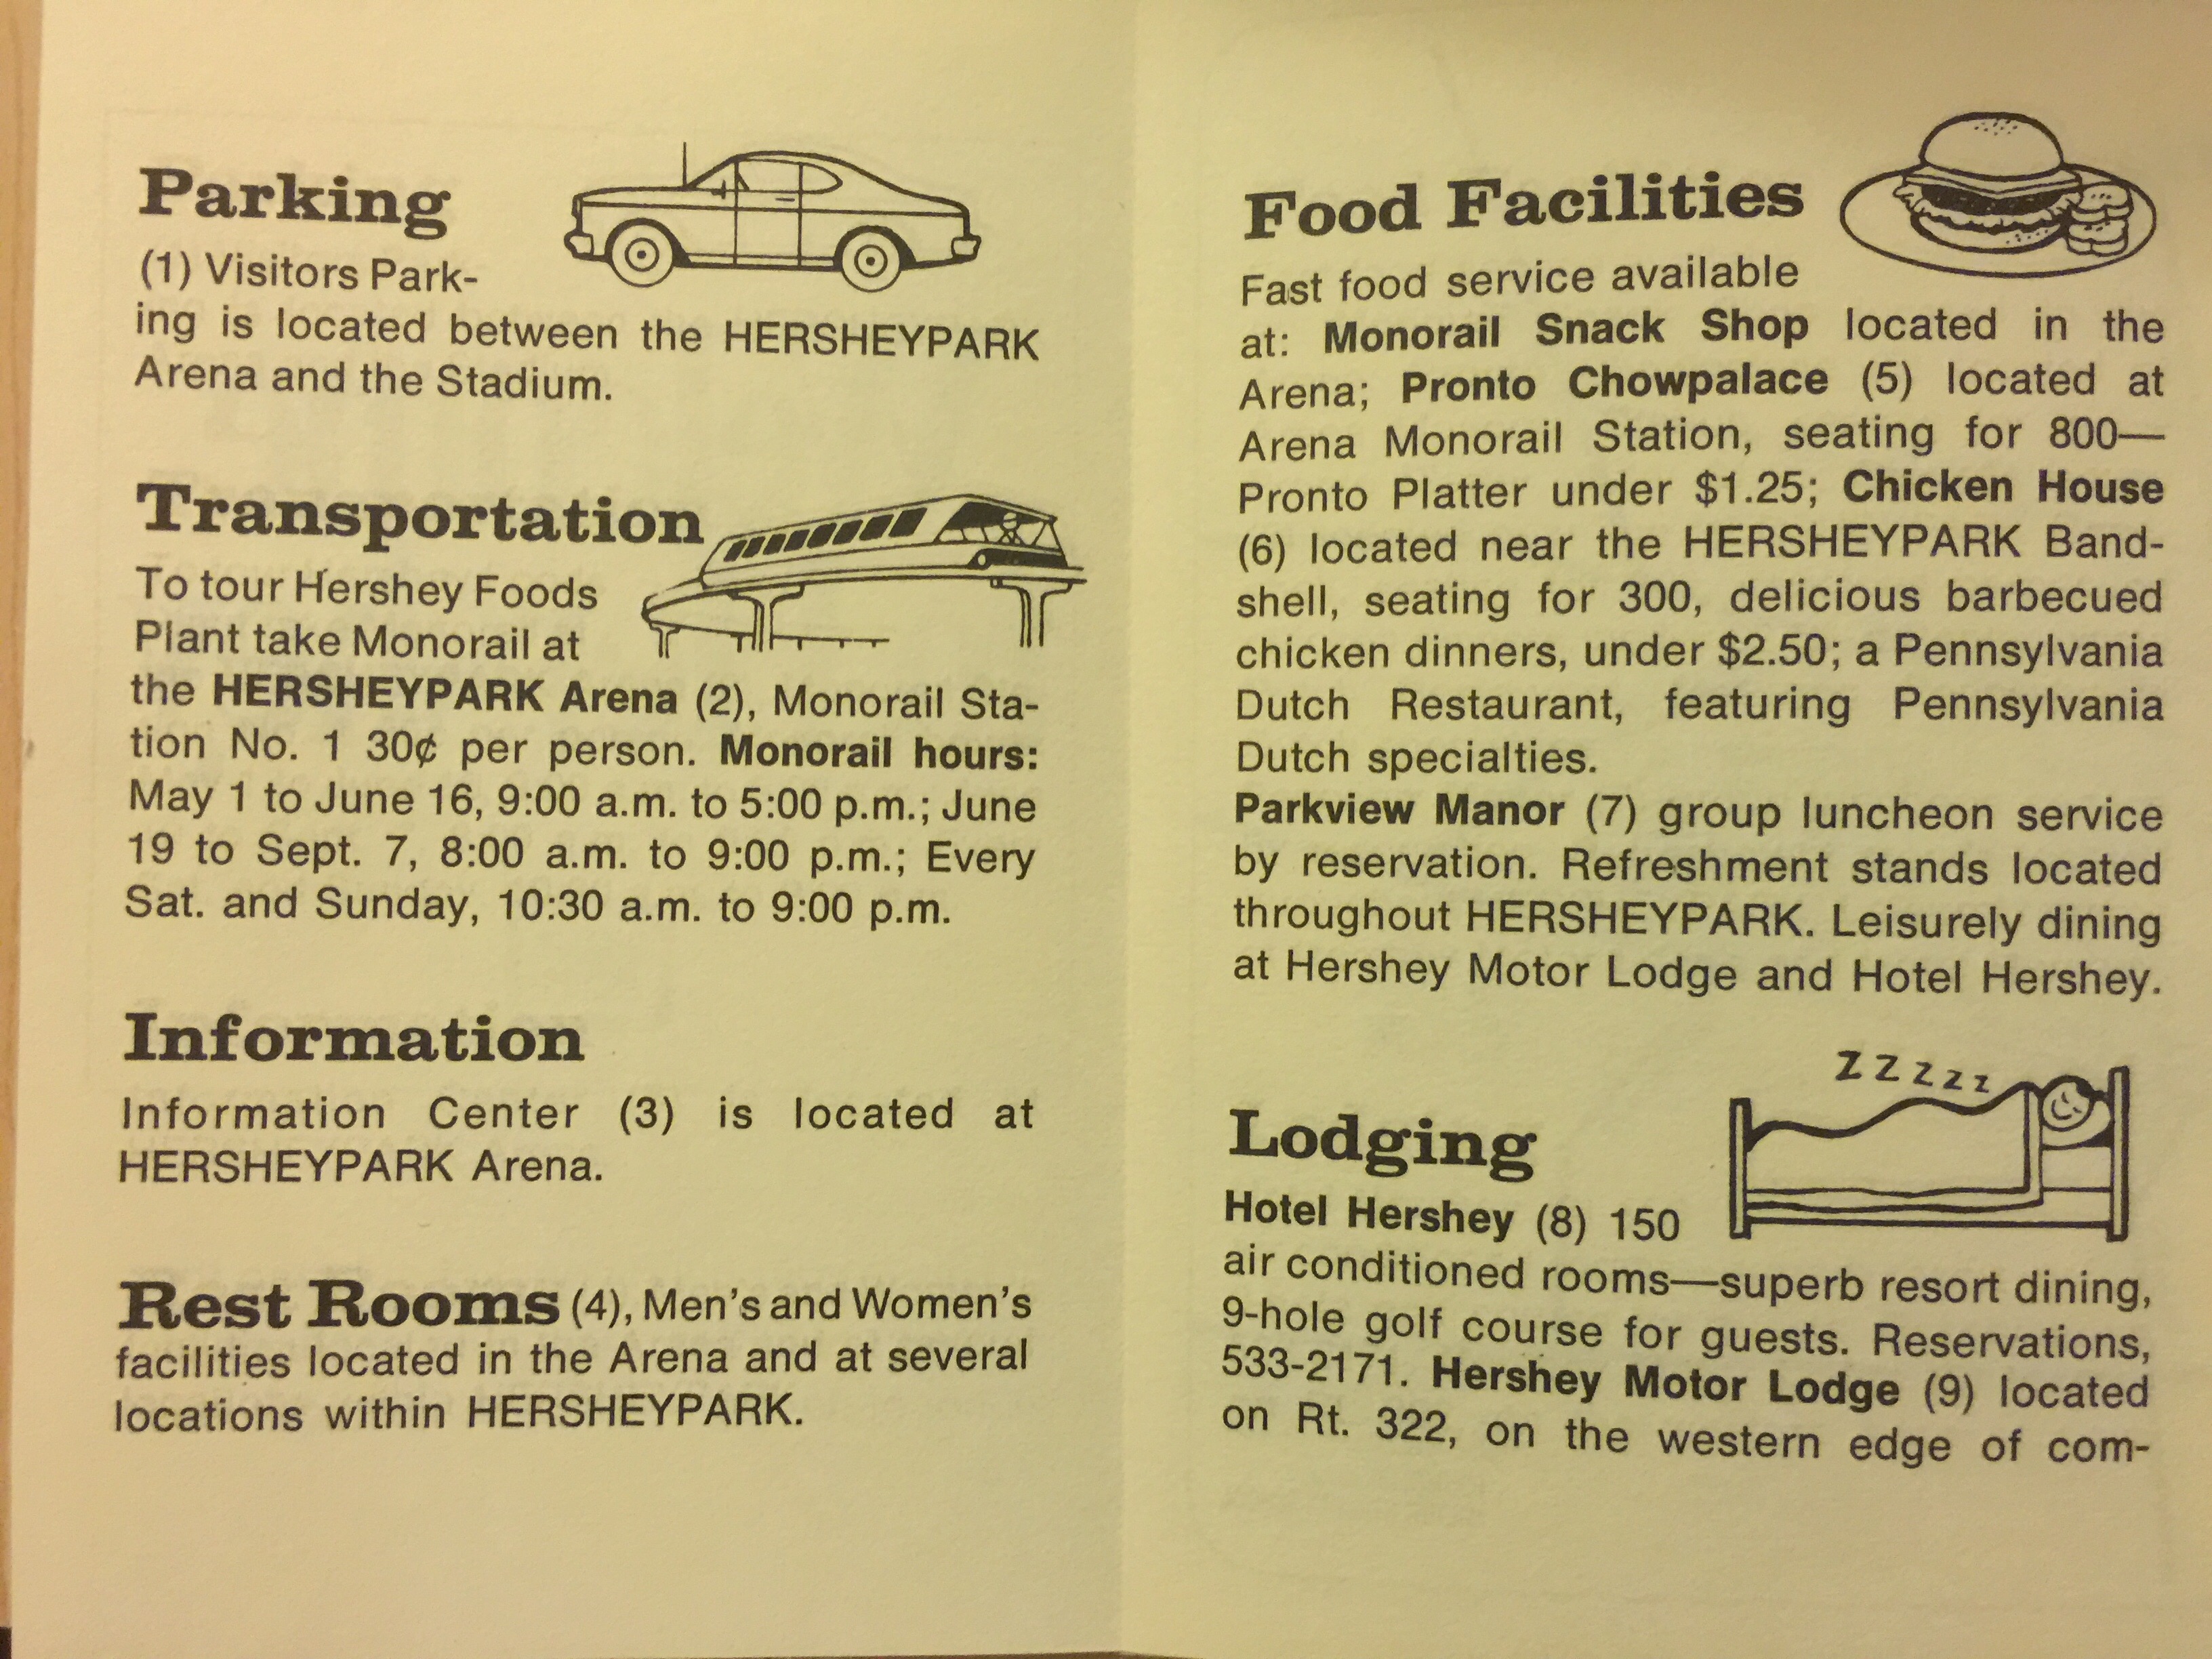 Parking
(1) Visitors Park-
ing is located between the HERSHEYPARK
Arena and the Stadium.
Transportation
To tour Hershey Foods
Plant take Monorail at
the HERSHEYPARK Arena (2), Monorail Sta-
tion No. 1 30¢ per person. Monorail hours:
May 1 to June 16, 9:00 a.m. to 5:00 p.m.; June
19 to Sept. 7, 8:00 a.m. to 9:00 p.m.; Every
Sat. and Sunday, 10:30 a.m. to 9:00 p.m.
Information
Information Center (3) is located at
HERSHEYPARK Arena.
Rest Rooms (4), Men's and Women's
facilities located in the Arena and at several
locations within HERSHEYPARK.
Food Facilities
Fast food service available
at: Monorail Snack Shop located in the
Arena; Pronto Chowpalace (5) located at
Arena Monorail Station, seating for 800—
Pronto Platter under $1.25; Chicken House
(6) located near the HERSHEYPARK Band-
shell, seating for 300, delicious barbecued
chicken dinners, under $2.50; a Pennsylvania
Dutch Restaurant, featuring Pennsylvania
Dutch specialties.
Parkview Manor (7) group luncheon service
by reservation. Refreshment stands located
throughout HERSHEYPARK. Leisurely dining
at Hershey Motor Lodge and Hotel Hershey.
ZZZZZ
Lodging
Hotel Hershey (8) 150
air conditioned rooms—superb resort dining,
9-hole golf course for guests. Reservations,
533-2171. Hershey Motor Lodge (9) located
on Rt. 322, on the western edge of com-